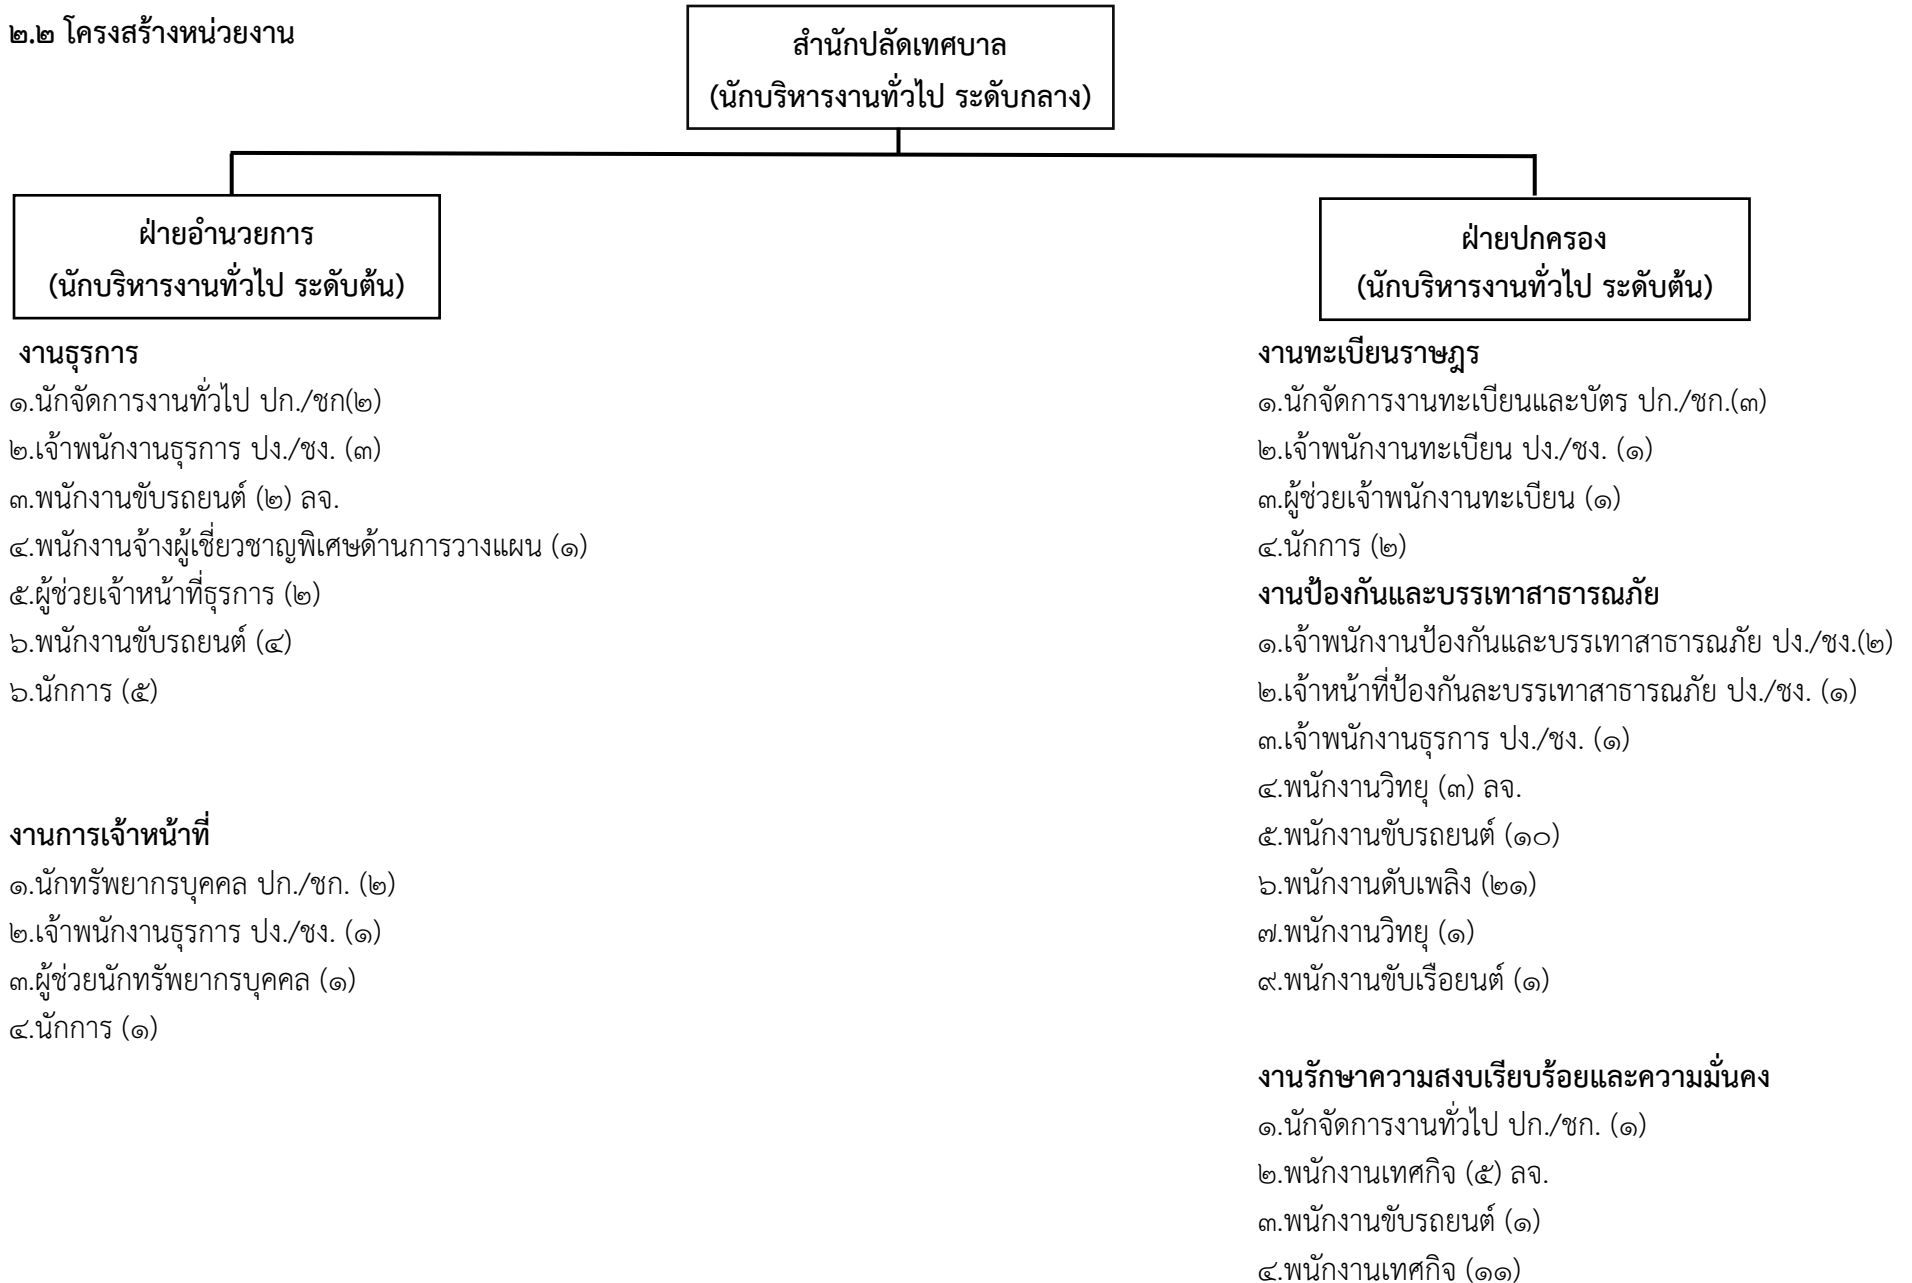 ๒.๒ โครงสร้างหน่วยงาน
สำนักปลัดเทศบาล
(นักบริหารงานทั่วไป ระดับกลาง)
ฝ่ายอำนวยการ
(นักบริหารงานทั่วไป ระดับต้น)
งานธุรการ
๑.นักจัดการงานทั่วไป ปก./ชก(๒)
๒.เจ้าพนักงานธุรการ ปง./ชง. (๓)
๓.พนักงานขับรถยนต์ (๒) ลจ.
๔.พนักงานจ้างผู้เชี่ยวชาญพิเศษด้านการวางแผน (๑)
๕.ผู้ช่วยเจ้าหน้าที่ธุรการ (๒)
๖.พนักงานขับรถยนต์ (๔)
๖.นักการ (๕)
งานการเจ้าหน้าที่
๑.นักทรัพยากรบุคคล ปก./ชก. (๒)
๒.เจ้าพนักงานธุรการ ปง./ชง. (๑)
๓.ผู้ช่วยนักทรัพยากรบุคคล (๑)
๔.นักการ (๑)
ฝ่ายปกครอง
(นักบริหารงานทั่วไป ระดับต้น)
งานทะเบียนราษฎร
๑.นักจัดการงานทะเบียนและบัตร ปก./ชก.(๓)
๒.เจ้าพนักงานทะเบียน ปง./ชง. (๑)
๓.ผู้ช่วยเจ้าพนักงานทะเบียน (๑)
๔.นักการ (๒)
งานป้องกันและบรรเทาสาธารณภัย
๑.เจ้าพนักงานป้องกันและบรรเทาสาธารณภัย ปง./ชง.(๒)
๒.เจ้าหน้าที่ป้องกันละบรรเทาสาธารณภัย ปง./ชง. (๑)
๓.เจ้าพนักงานธุรการ ปง./ชง. (๑)
๔.พนักงานวิทยุ (๓) ลจ.
๕.พนักงานขับรถยนต์ (๑๐)
๖.พนักงานดับเพลิง (๒๑)
๗.พนักงานวิทยุ (๑)
๙.พนักงานขับเรือยนต์ (๑)
งานรักษาความสงบเรียบร้อยและความมั่นคง
๑.นักจัดการงานทั่วไป ปก./ชก. (๑)
๒.พนักงานเทศกิจ (๕) ลจ.
๓.พนักงานขับรถยนต์ (๑)
๔.พนักงานเทศกิจ (๑๑)